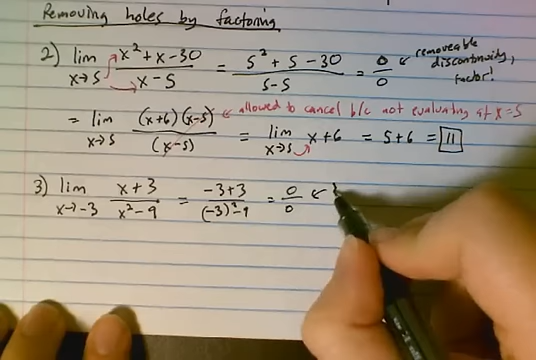 Removing holes by factoring
2) lim x→5 (x² + x - 30)/(x - 5) = (5² + 5 - 30)/(5 - 5) = 0/0 ← removeable discontinuity, factor!
= lim x→5 (x+6)(x-5)/(x-5) ← allowed to cancel b/c not evaluating at x=5 = lim x→5 x+6 = 5+6 = 11
3) lim x→-3 (x+3)/(x² - 9) = (-3+3)/((-3)² - 9) = 0/0 ←